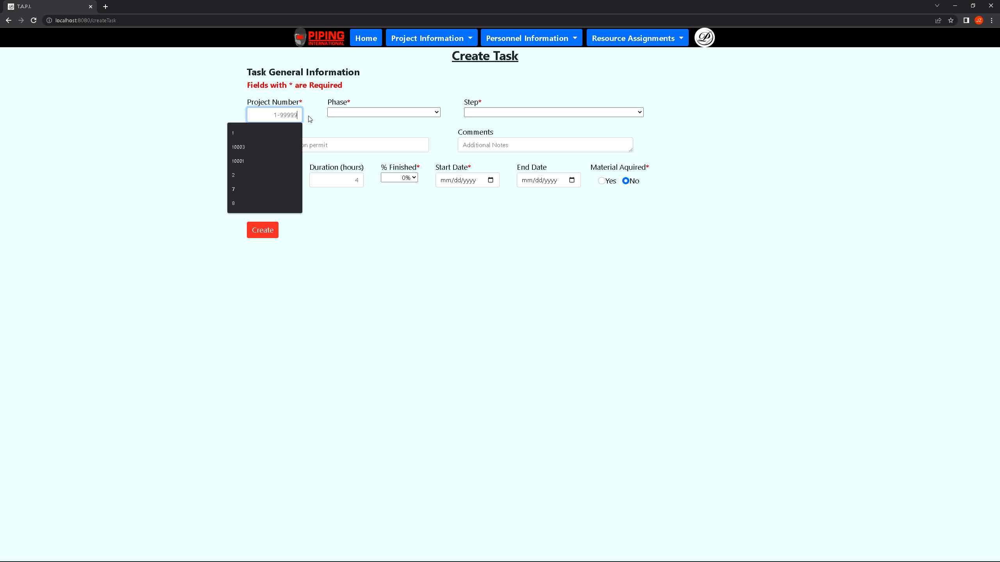 T.A.P.I.
localhost:8080/createTask
JZ
PIPING
INTERNATIONAL
Home
Project Information
Personnel Information
Resource Assignments
Create Task
Task General Information
Fields with * are Required
Project Number*
Phase*
Step*
1-99999
1
10003
10001
2
7
8
on permit
Comments
Additional Notes
Duration (hours)
% Finished*
Start Date*
End Date
Material Aquired*
4
0%
mm/dd/yyyy
mm/dd/yyyy
Yes
No
Create